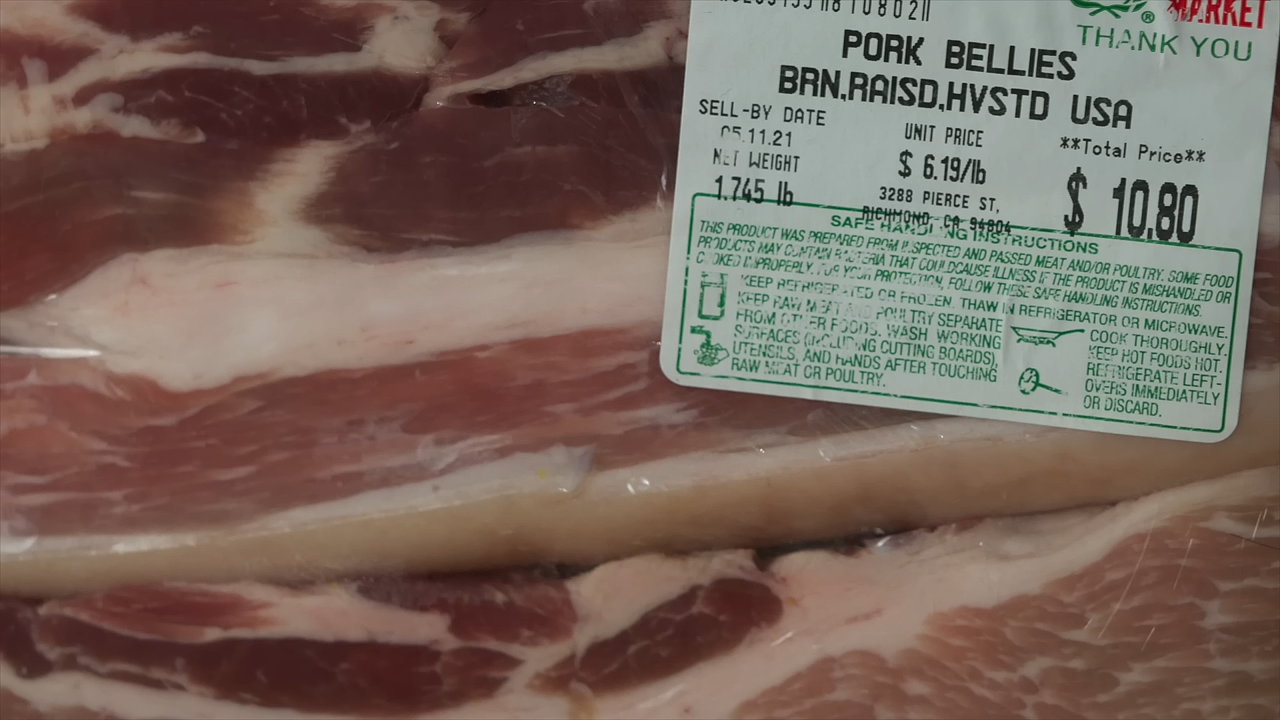 MARKET
®
THANK YOU
PORK BELLIES
BRN,RAISD,HVSTD USA
SELL-BY DATE
05.11.21
UNIT PRICE
**Total Price**
NET WEIGHT
$ 6.19/lb
$ 10.80
1.745 lb
3288 PIERCE ST,
RICHMOND, CA 94804
SAFE HANDLING INSTRUCTIONS
THIS PRODUCT WAS PREPARED FROM INSPECTED AND PASSED MEAT AND/OR POULTRY. SOME FOOD
PRODUCTS MAY CONTAIN BACTERIA THAT COULDCAUSE ILLNESS IF THE PRODUCT IS MISHANDLED OR
COOKED IMPROPERLY. FOR YOUR PROTECTION, FOLLOW THESE SAFE HANDLING INSTRUCTIONS.
KEEP REFRIGERATED OR FROZEN. THAW IN REFRIGERATOR OR MICROWAVE.
KEEP RAW MEAT AND POULTRY SEPARATE
FROM OTHER FOODS. WASH WORKING
SURFACES (INCLUDING CUTTING BOARDS),
UTENSILS, AND HANDS AFTER TOUCHING
RAW MEAT OR POULTRY.
COOK THOROUGHLY.
KEEP HOT FOODS HOT.
REFRIGERATE LEFT-
OVERS IMMEDIATELY
OR DISCARD.